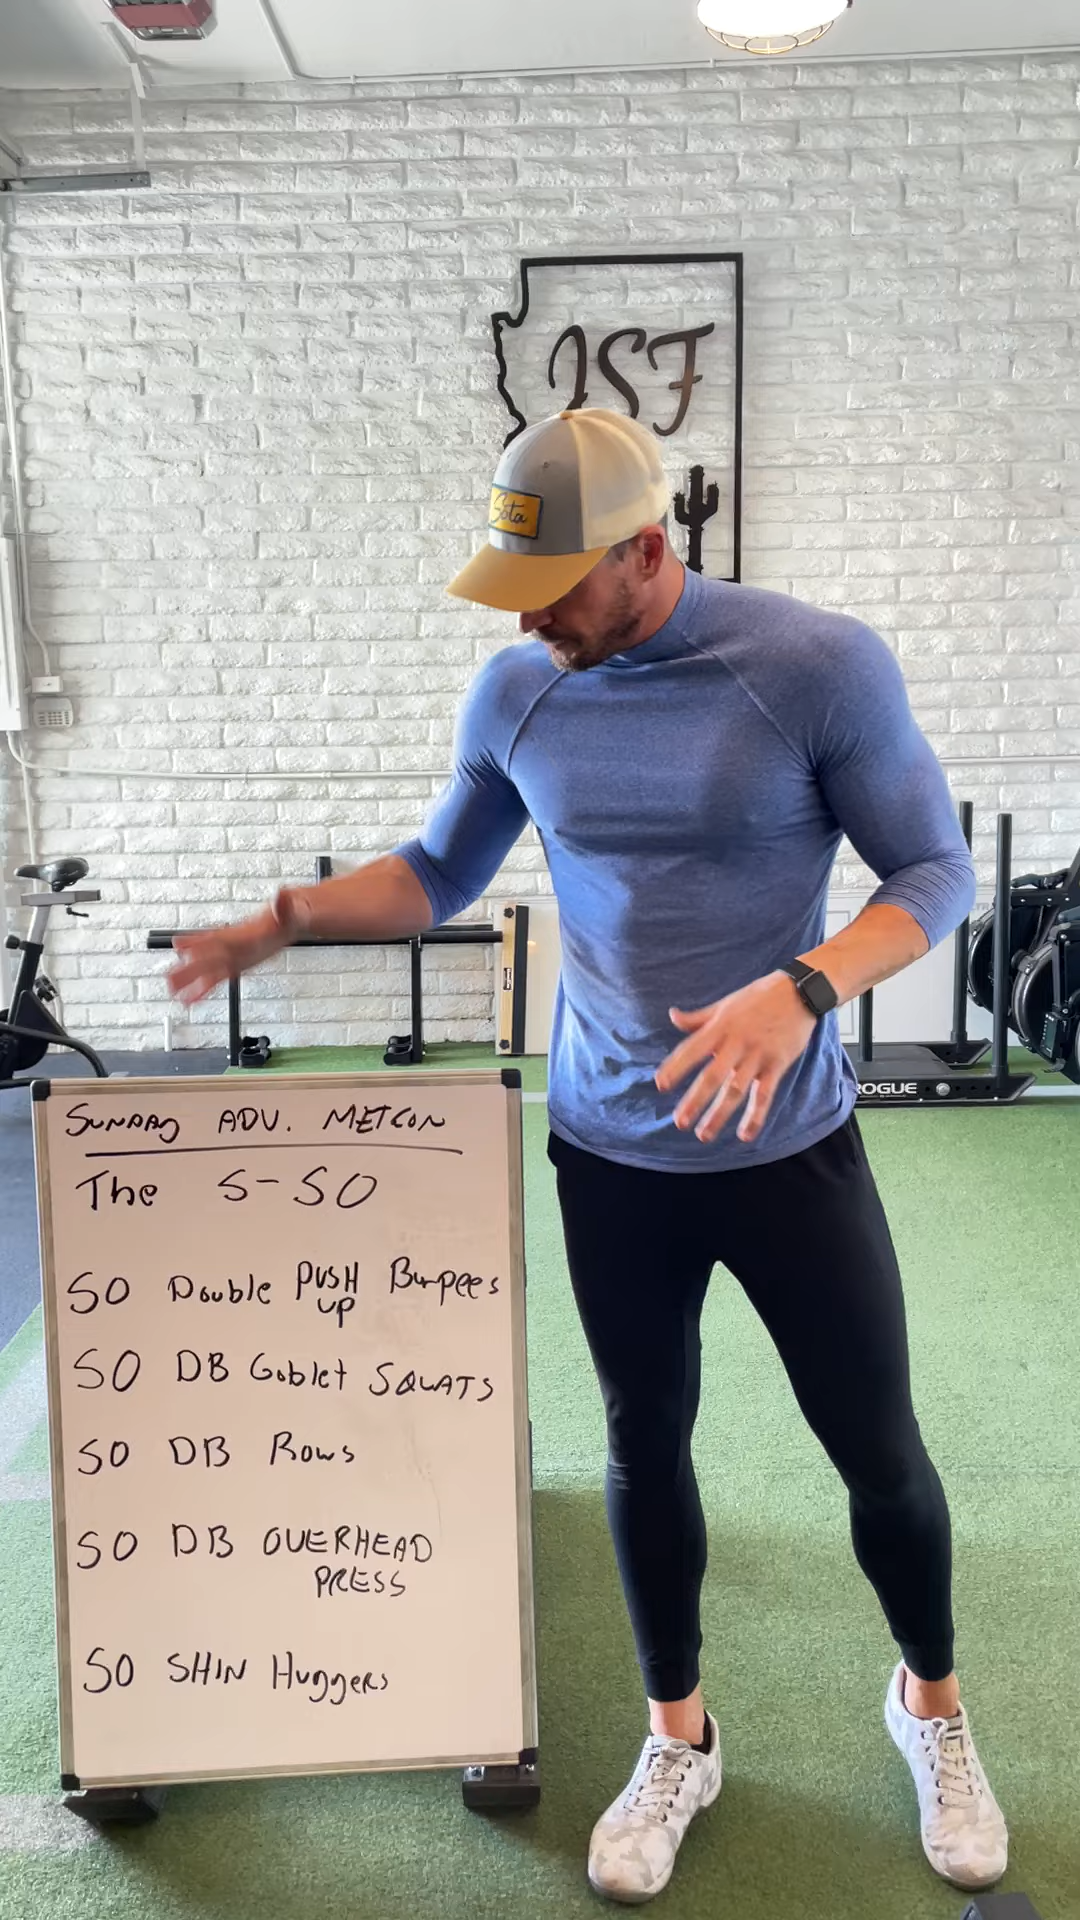 JSF
Sota
ROGUE
Sunday ADV. METCON
The 5-50
50 Double PUSH UP Burpees
50 DB Goblet SQUATS
50 DB Rows
50 DB OVERHEAD
PRESS
50 SHIN Huggers